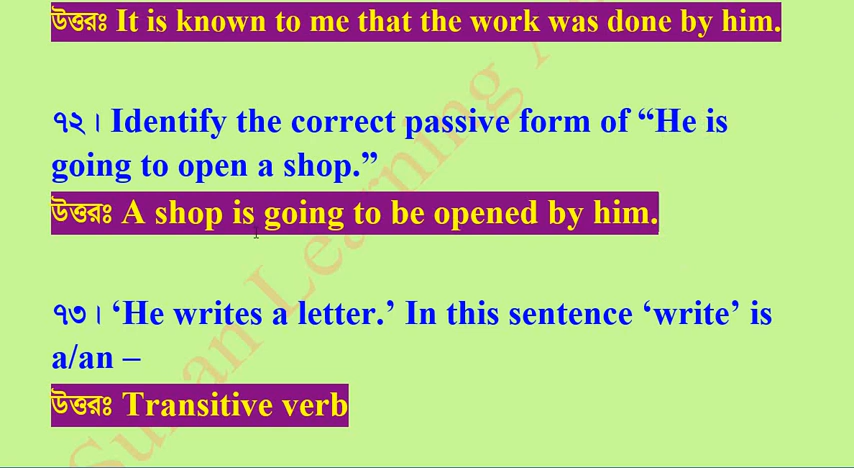 উত্তরঃ It is known to me that the work was done by him.
৭২। Identify the correct passive form of “He is
going to open a shop.”
উত্তরঃ A shop is going to be opened by him.
৭৩। ‘He writes a letter.’ In this sentence ‘write’ is
a/an –
উত্তরঃ Transitive verb